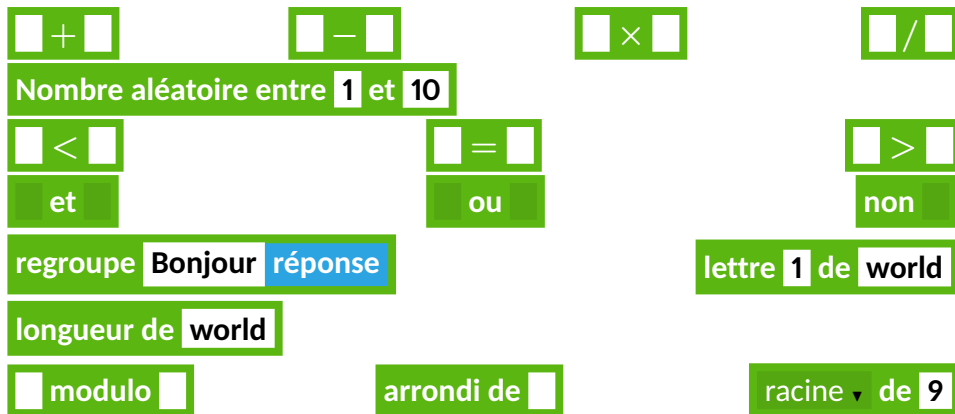 + − × /
Nombre aléatoire entre 1 et 10
< = >
et ou non
regroupe Bonjour réponse lettre 1 de world
longueur de world
modulo arrondi de racine ▾ de 9